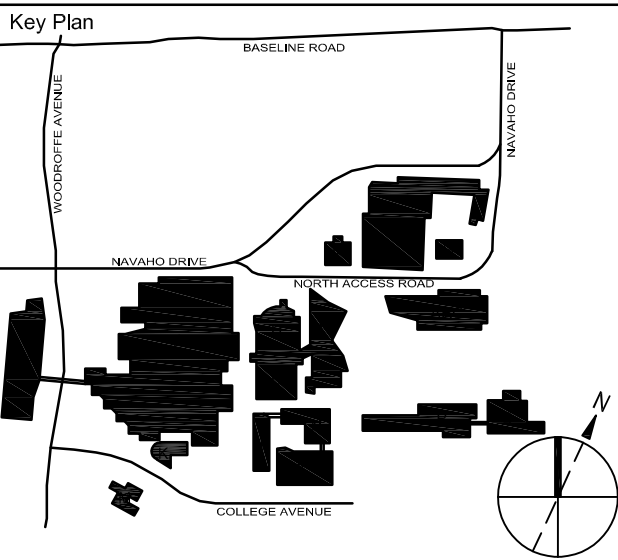 Key Plan
BASELINE ROAD
WOODROFFE AVENUE
NAVAHO DRIVE
NAVAHO DRIVE
NORTH ACCESS ROAD
N
COLLEGE AVENUE